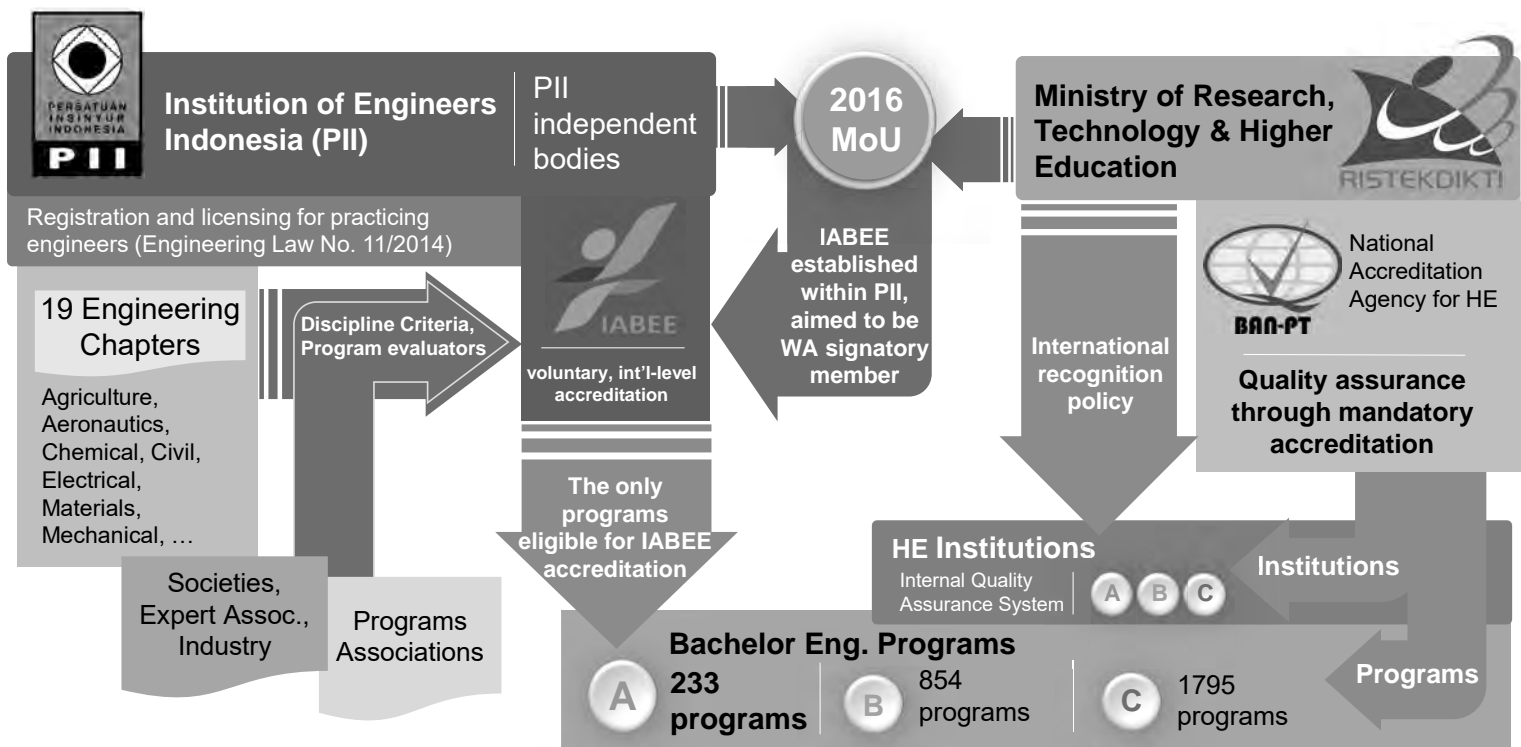 PERSATUAN
INSINYUR
INDONESIA
PII
Institution of Engineers
Indonesia (PII)
PII
independent
bodies
2016
MoU
Ministry of Research,
Technology & Higher
Education
RISTEKDIKTI
Registration and licensing for practicing
engineers (Engineering Law No. 11/2014)
19 Engineering
Chapters
Agriculture,
Aeronautics,
Chemical, Civil,
Electrical,
Materials,
Mechanical, …
Discipline Criteria,
Program evaluators
Societies,
Expert Assoc.,
Industry
Programs
Associations
IABEE
voluntary, int'l-level
accreditation
IABEE
established
within PII,
aimed to be
WA signatory
member
The only
programs
eligible for IABEE
accreditation
International
recognition
policy
BAN-PT
National
Accreditation
Agency for HE
Quality assurance
through mandatory
accreditation
HE Institutions
Internal Quality
Assurance System
A B C
Institutions
Programs
Bachelor Eng. Programs
A
233
programs
B
854
programs
C
1795
programs